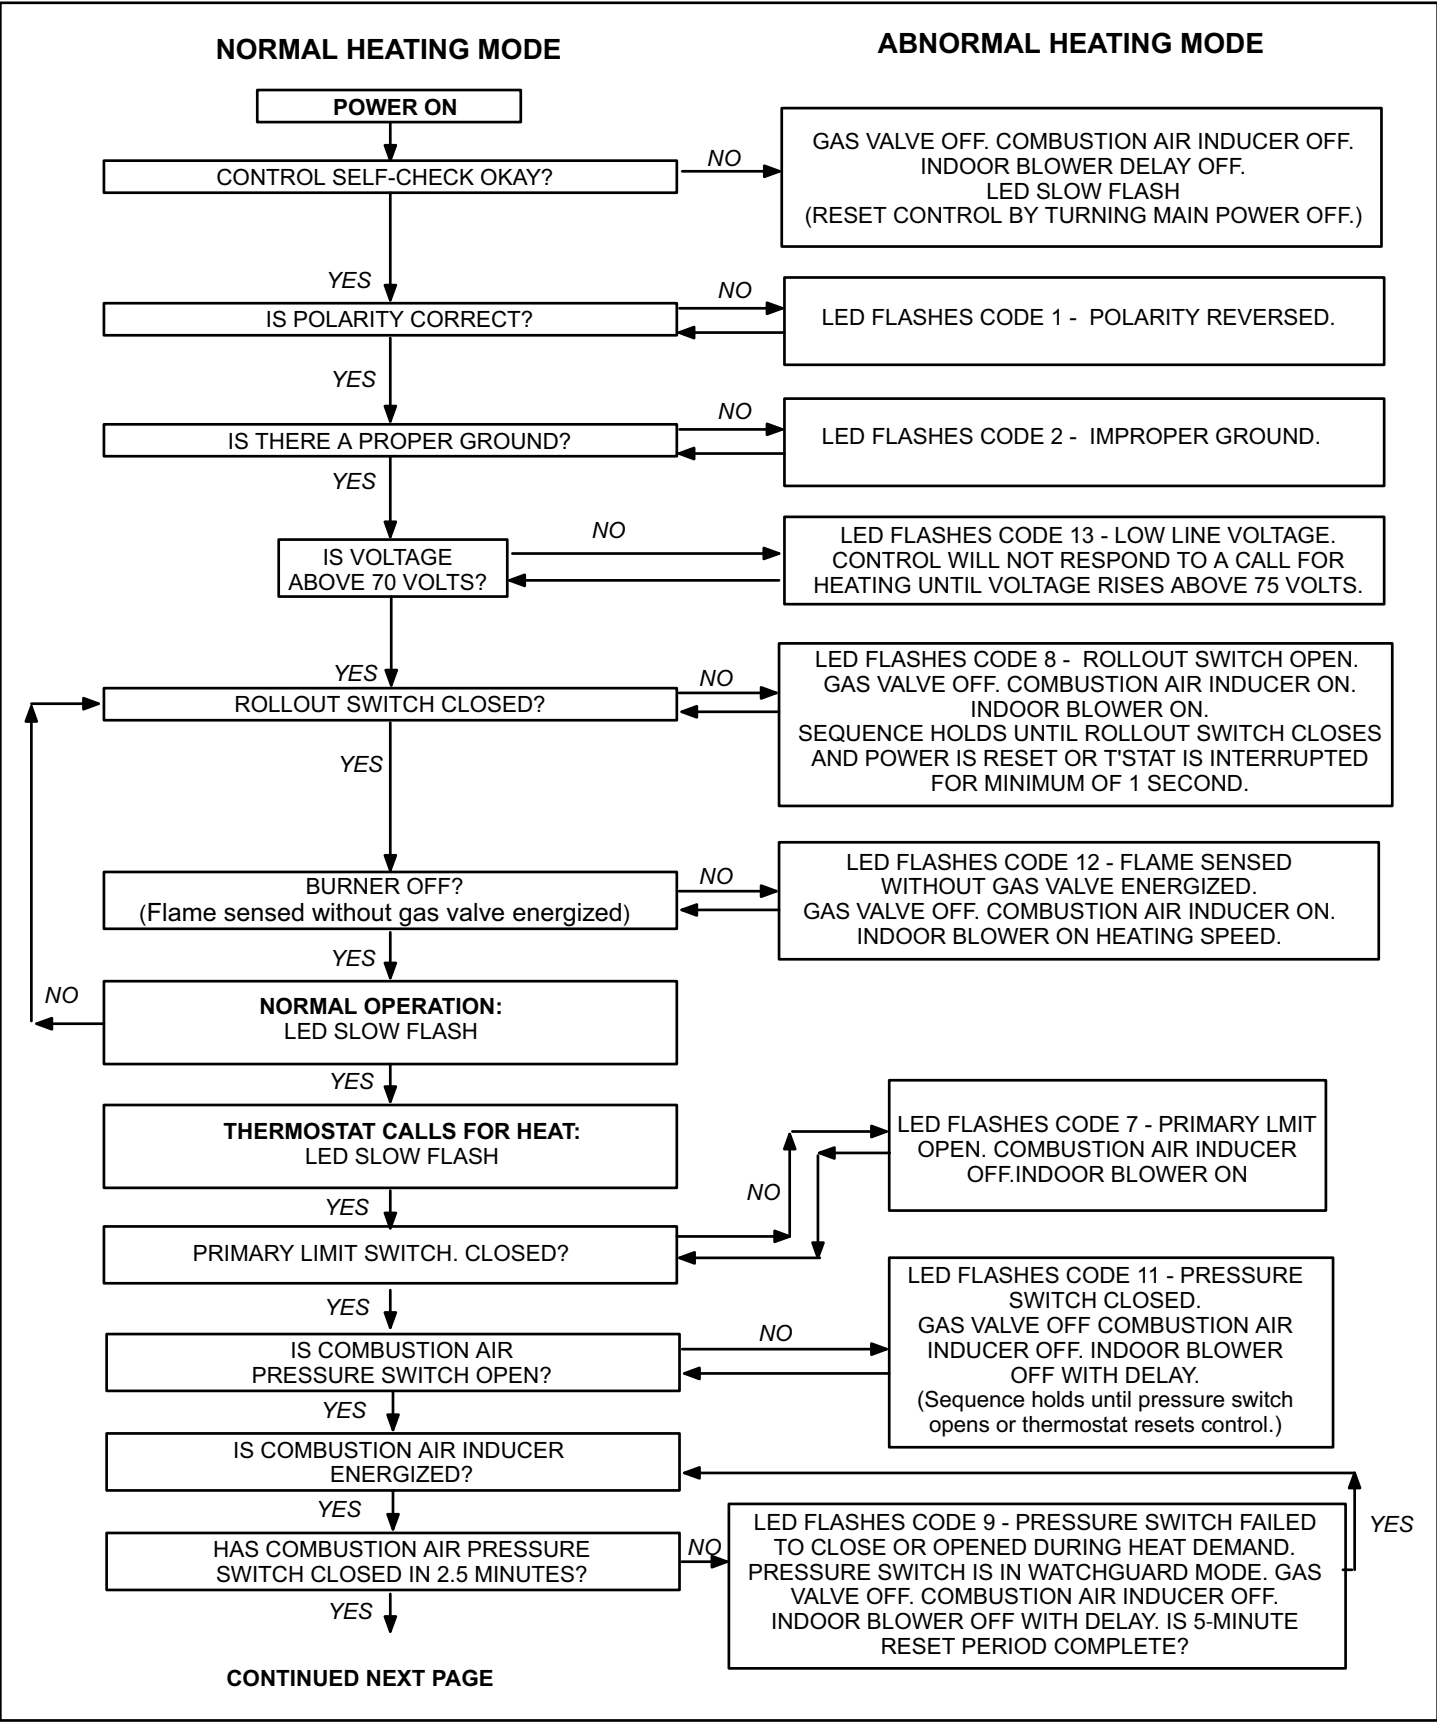 NORMAL HEATING MODE
ABNORMAL HEATING MODE
POWER ON
CONTROL SELF-CHECK OKAY?
NO
GAS VALVE OFF. COMBUSTION AIR INDUCER OFF.
INDOOR BLOWER DELAY OFF.
LED SLOW FLASH
(RESET CONTROL BY TURNING MAIN POWER OFF.)
YES
IS POLARITY CORRECT?
NO
LED FLASHES CODE 1 - POLARITY REVERSED.
YES
IS THERE A PROPER GROUND?
NO
LED FLASHES CODE 2 - IMPROPER GROUND.
YES
IS VOLTAGE
ABOVE 70 VOLTS?
NO
LED FLASHES CODE 13 - LOW LINE VOLTAGE.
CONTROL WILL NOT RESPOND TO A CALL FOR
HEATING UNTIL VOLTAGE RISES ABOVE 75 VOLTS.
YES
ROLLOUT SWITCH CLOSED?
NO
LED FLASHES CODE 8 - ROLLOUT SWITCH OPEN.
GAS VALVE OFF. COMBUSTION AIR INDUCER ON.
INDOOR BLOWER ON.
SEQUENCE HOLDS UNTIL ROLLOUT SWITCH CLOSES
AND POWER IS RESET OR T'STAT IS INTERRUPTED
FOR MINIMUM OF 1 SECOND.
YES
BURNER OFF?
(Flame sensed without gas valve energized)
NO
LED FLASHES CODE 12 - FLAME SENSED
WITHOUT GAS VALVE ENERGIZED.
GAS VALVE OFF. COMBUSTION AIR INDUCER ON.
INDOOR BLOWER ON HEATING SPEED.
YES
NO
NORMAL OPERATION:
LED SLOW FLASH
YES
THERMOSTAT CALLS FOR HEAT:
LED SLOW FLASH
LED FLASHES CODE 7 - PRIMARY LMIT
OPEN. COMBUSTION AIR INDUCER
OFF.INDOOR BLOWER ON
YES
NO
PRIMARY LIMIT SWITCH. CLOSED?
YES
IS COMBUSTION AIR
PRESSURE SWITCH OPEN?
NO
LED FLASHES CODE 11 - PRESSURE
SWITCH CLOSED.
GAS VALVE OFF COMBUSTION AIR
INDUCER OFF. INDOOR BLOWER
OFF WITH DELAY.
(Sequence holds until pressure switch
opens or thermostat resets control.)
YES
IS COMBUSTION AIR INDUCER
ENERGIZED?
YES
HAS COMBUSTION AIR PRESSURE
SWITCH CLOSED IN 2.5 MINUTES?
NO
LED FLASHES CODE 9 - PRESSURE SWITCH FAILED
TO CLOSE OR OPENED DURING HEAT DEMAND.
PRESSURE SWITCH IS IN WATCHGUARD MODE. GAS
VALVE OFF. COMBUSTION AIR INDUCER OFF.
INDOOR BLOWER OFF WITH DELAY. IS 5-MINUTE
RESET PERIOD COMPLETE?
YES
YES
CONTINUED NEXT PAGE